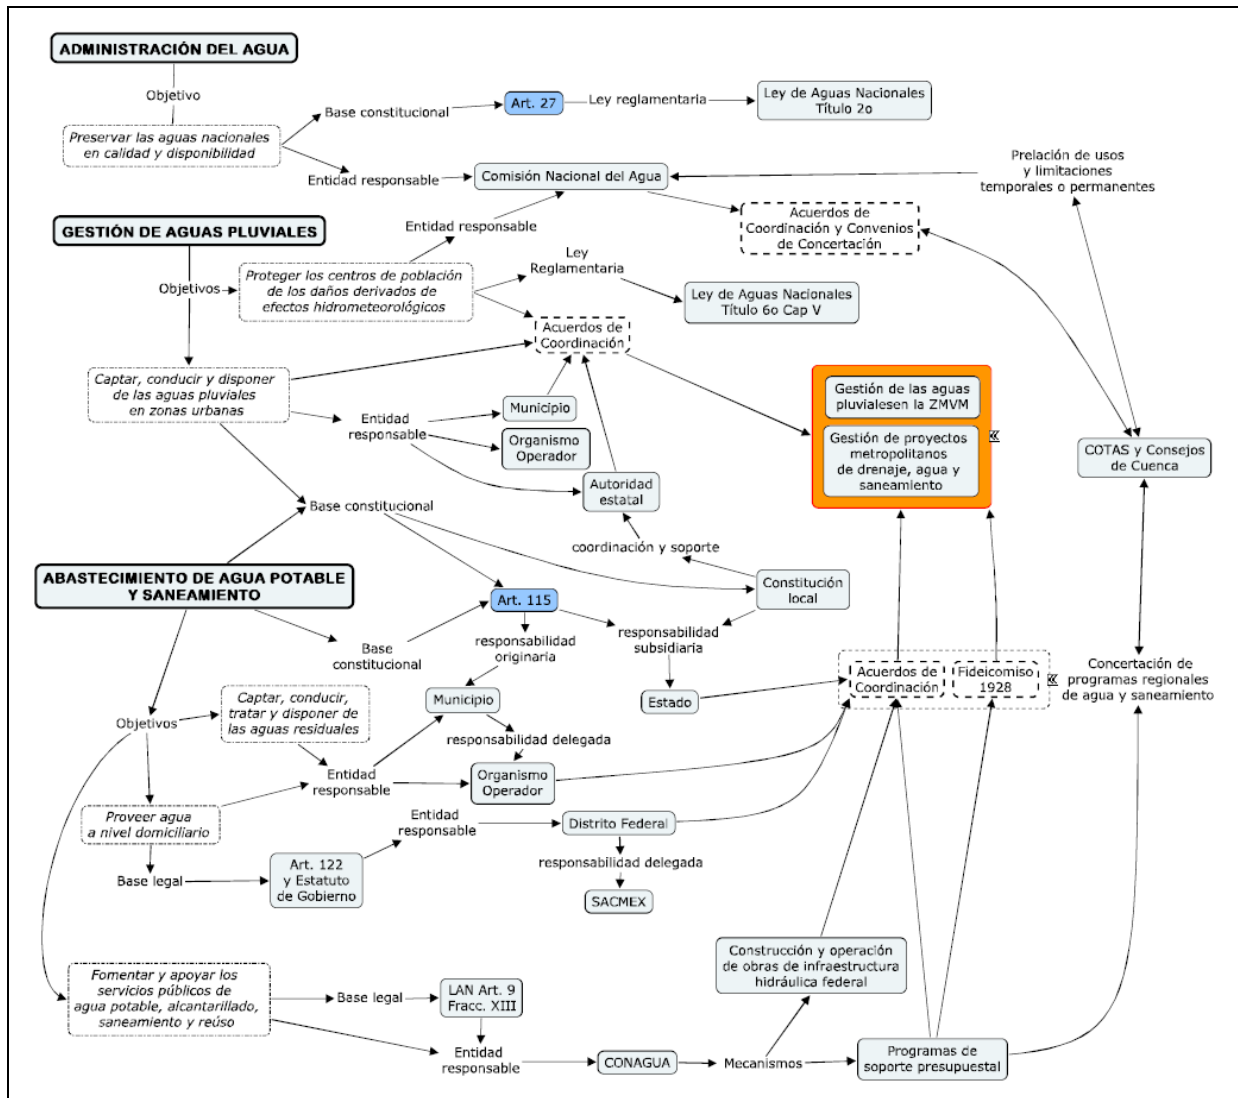 ADMINISTRACIÓN DEL AGUA
Objetivo
Preservar las aguas nacionales
en calidad y disponibilidad
Base constitucional
Art. 27
Ley reglamentaria
Ley de Aguas Nacionales
Título 2o
Entidad responsable
Comisión Nacional del Agua
Prelación de usos
y limitaciones
temporales o permanentes
Acuerdos de
Coordinación y Convenios
de Concertación
GESTIÓN DE AGUAS PLUVIALES
Objetivos
Proteger los centros de población
de los daños derivados de
efectos hidrometeorológicos
Entidad responsable
Ley
Reglamentaria
Ley de Aguas Nacionales
Título 6o Cap V
Acuerdos de
Coordinación
Captar, conducir y disponer
de las aguas pluviales
en zonas urbanas
Entidad
responsable
Municipio
Organismo
Operador
Autoridad
estatal
Gestión de las aguas
pluvialesen la ZMVM
Gestión de proyectos
metropolitanos
de drenaje, agua y
saneamiento
COTAS y Consejos
de Cuenca
Base constitucional
coordinación y soporte
Constitución
local
ABASTECIMIENTO DE AGUA POTABLE
Y SANEAMIENTO
Art. 115
Base
constitucional
responsabilidad
originaria
responsabilidad
subsidiaria
Municipio
Estado
Acuerdos de
Coordinación
Fideicomiso
1928
Concertación de
programas regionales
de agua y saneamiento
Objetivos
Captar, conducir,
tratar y disponer de
las aguas residuales
responsabilidad delegada
Entidad
responsable
Organismo
Operador
Proveer agua
a nivel domiciliario
Entidad
responsable
Distrito Federal
Base legal
Art. 122
y Estatuto
de Gobierno
responsabilidad delegada
SACMEX
Fomentar y apoyar los
servicios públicos de
agua potable, alcantarillado,
saneamiento y reúso
Base legal
LAN Art. 9
Fracc. XIII
Construcción y operación
de obras de infraestructura
hidráulica federal
Entidad
responsable
CONAGUA
Mecanismos
Programas de
soporte presupuestal